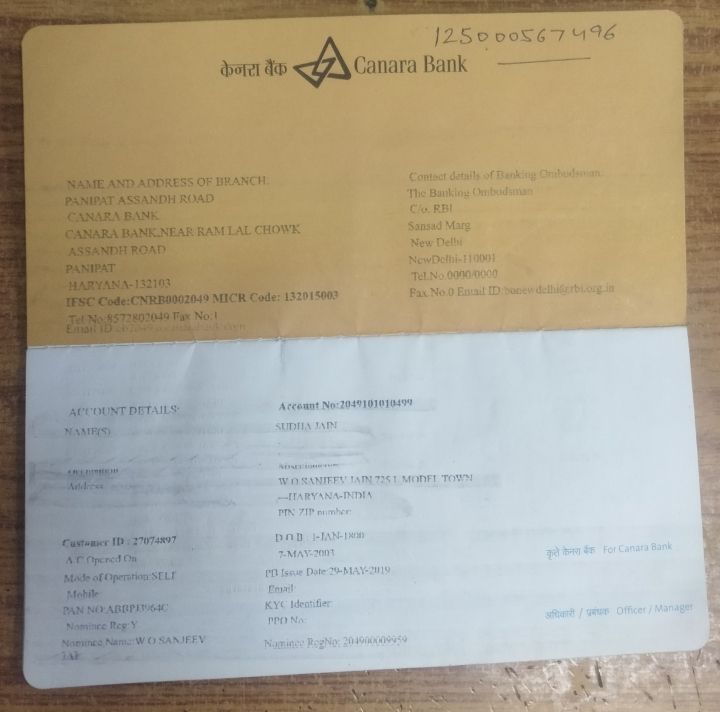 125000567496
केनरा बैंक Canara Bank
NAME AND ADDRESS OF BRANCH:
PANIPAT ASSANDH ROAD
CANARA BANK
CANARA BANK,NEAR RAM LAL CHOWK
ASSANDH ROAD
PANIPAT
HARYANA-132103
IFSC Code:CNRB0002049 MICR Code: 132015003
Tel No:8572802049 Fax No:1
Email ID
Contact details of Banking Ombudsman:
The Banking Ombudsman
C/o. RBI
Sansad Marg
New Delhi
NewDelhi-110001
Tel.No.0000/0000
Fax No.0 Email ID:bonewdelhi@rbi.org.in
ACCOUNT DETAILS: Account No:2049101010499
NAME(S) SUDHA JAIN
Occupation
Address W O SANJEEV JAIN 725 L MODEL TOWN
---HARYANA-INDIA
PIN ZIP number:
Customer ID : 27074897 D O B : 1-JAN-1800
A/C Opened On 7-MAY-2003
Mode of Operation:SELF PB Issue Date:29-MAY-2019
Mobile Email
PAN NO: KYC Identifier
Nominee Reg:Y PPO No:
Nominee Name:W O SANJEEV Nominee RegNo: 204900009959
कृते केनरा बैंक For Canara Bank
अधिकारी / प्रबंधक Officer / Manager